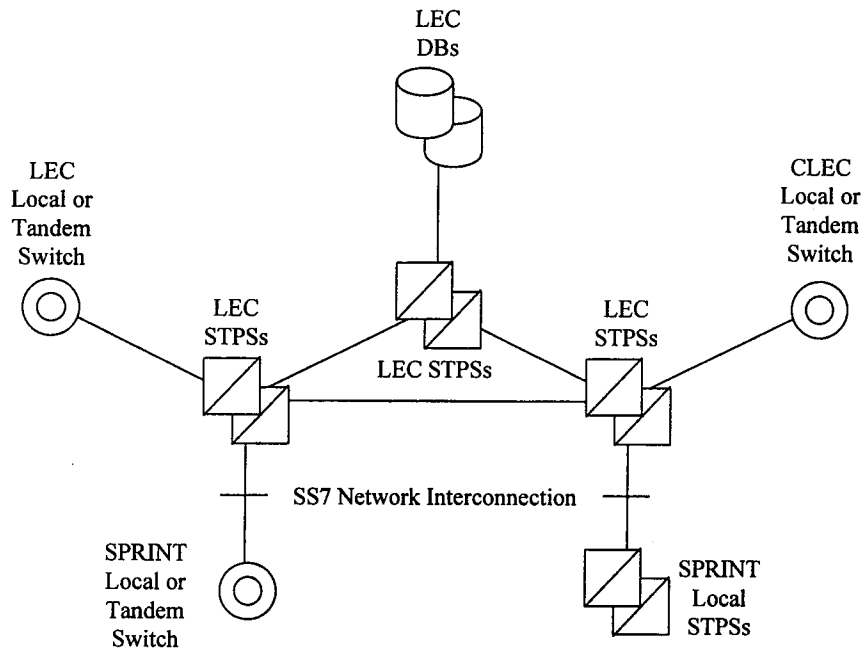 LEC
DBs
LEC
Local or
Tandem
Switch
CLEC
Local or
Tandem
Switch
LEC
STPSs
LEC
STPSs
LEC STPSs
SS7 Network Interconnection
SPRINT
Local or
Tandem
Switch
SPRINT
Local
STPSs